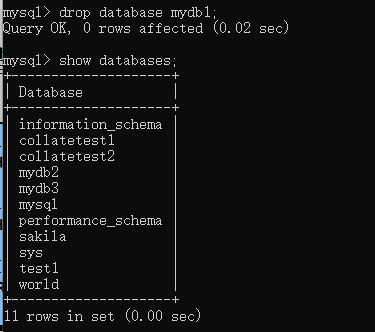 mysql> drop database mydb1;
Query OK, 0 rows affected (0.02 sec)
mysql> show databases;
+--------------------+
| Database           |
+--------------------+
| information_schema |
| collatetest1       |
| collatetest2       |
| mydb2              |
| mydb3              |
| mysql              |
| performance_schema |
| sakila             |
| sys                |
| test1              |
| world              |
+--------------------+
11 rows in set (0.00 sec)